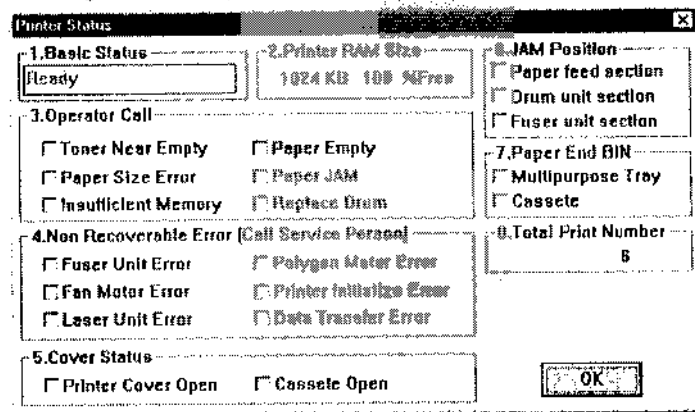 Printer Status
1.Basic Status
Ready
2.Printer RAM Size
1024 KB 100 %Free
3.Operator Call
Toner Near Empty
Paper Empty
Paper Size Error
Paper JAM
Insufficient Memory
Replace Drum
4.Non Recoverable Error [Call Service Person]
Fuser Unit Error
Polygon Motor Error
Fan Motor Error
Printer Initialize Error
Laser Unit Error
Data Transfer Error
5.Cover Status
Printer Cover Open
Cassete Open
JAM Position
Paper feed section
Drum unit section
Fuser unit section
7.Paper End BIN
Multipurpose Tray
Cassete
Total Print Number
6
OK